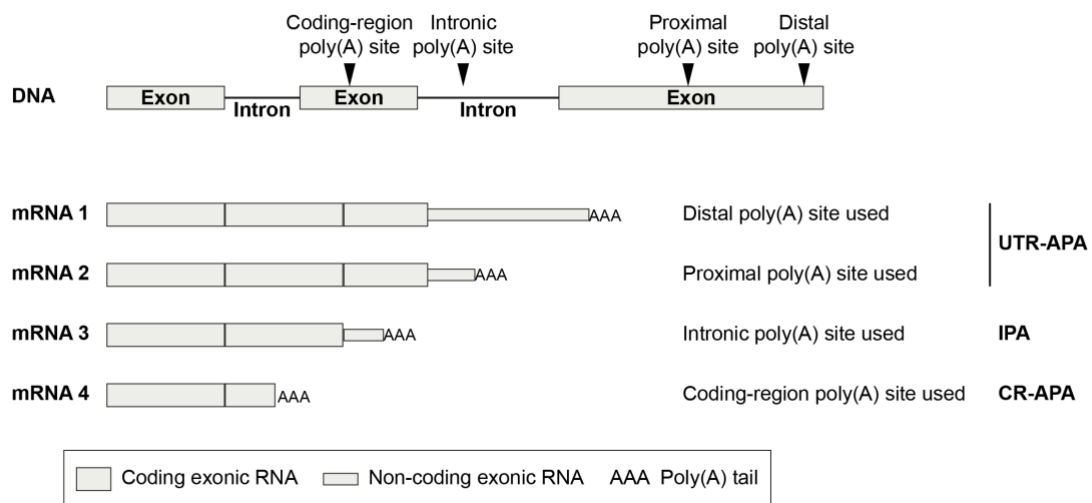 Coding-region Intronic Proximal Distal
poly(A) site poly(A) site poly(A) site poly(A) site
DNA Exon Exon Exon
Intron Intron
mRNA 1 AAA Distal poly(A) site used
UTR-APA
mRNA 2 AAA Proximal poly(A) site used
mRNA 3 AAA Intronic poly(A) site used IPA
mRNA 4 AAA Coding-region poly(A) site used CR-APA
Coding exonic RNA Non-coding exonic RNA AAA Poly(A) tail